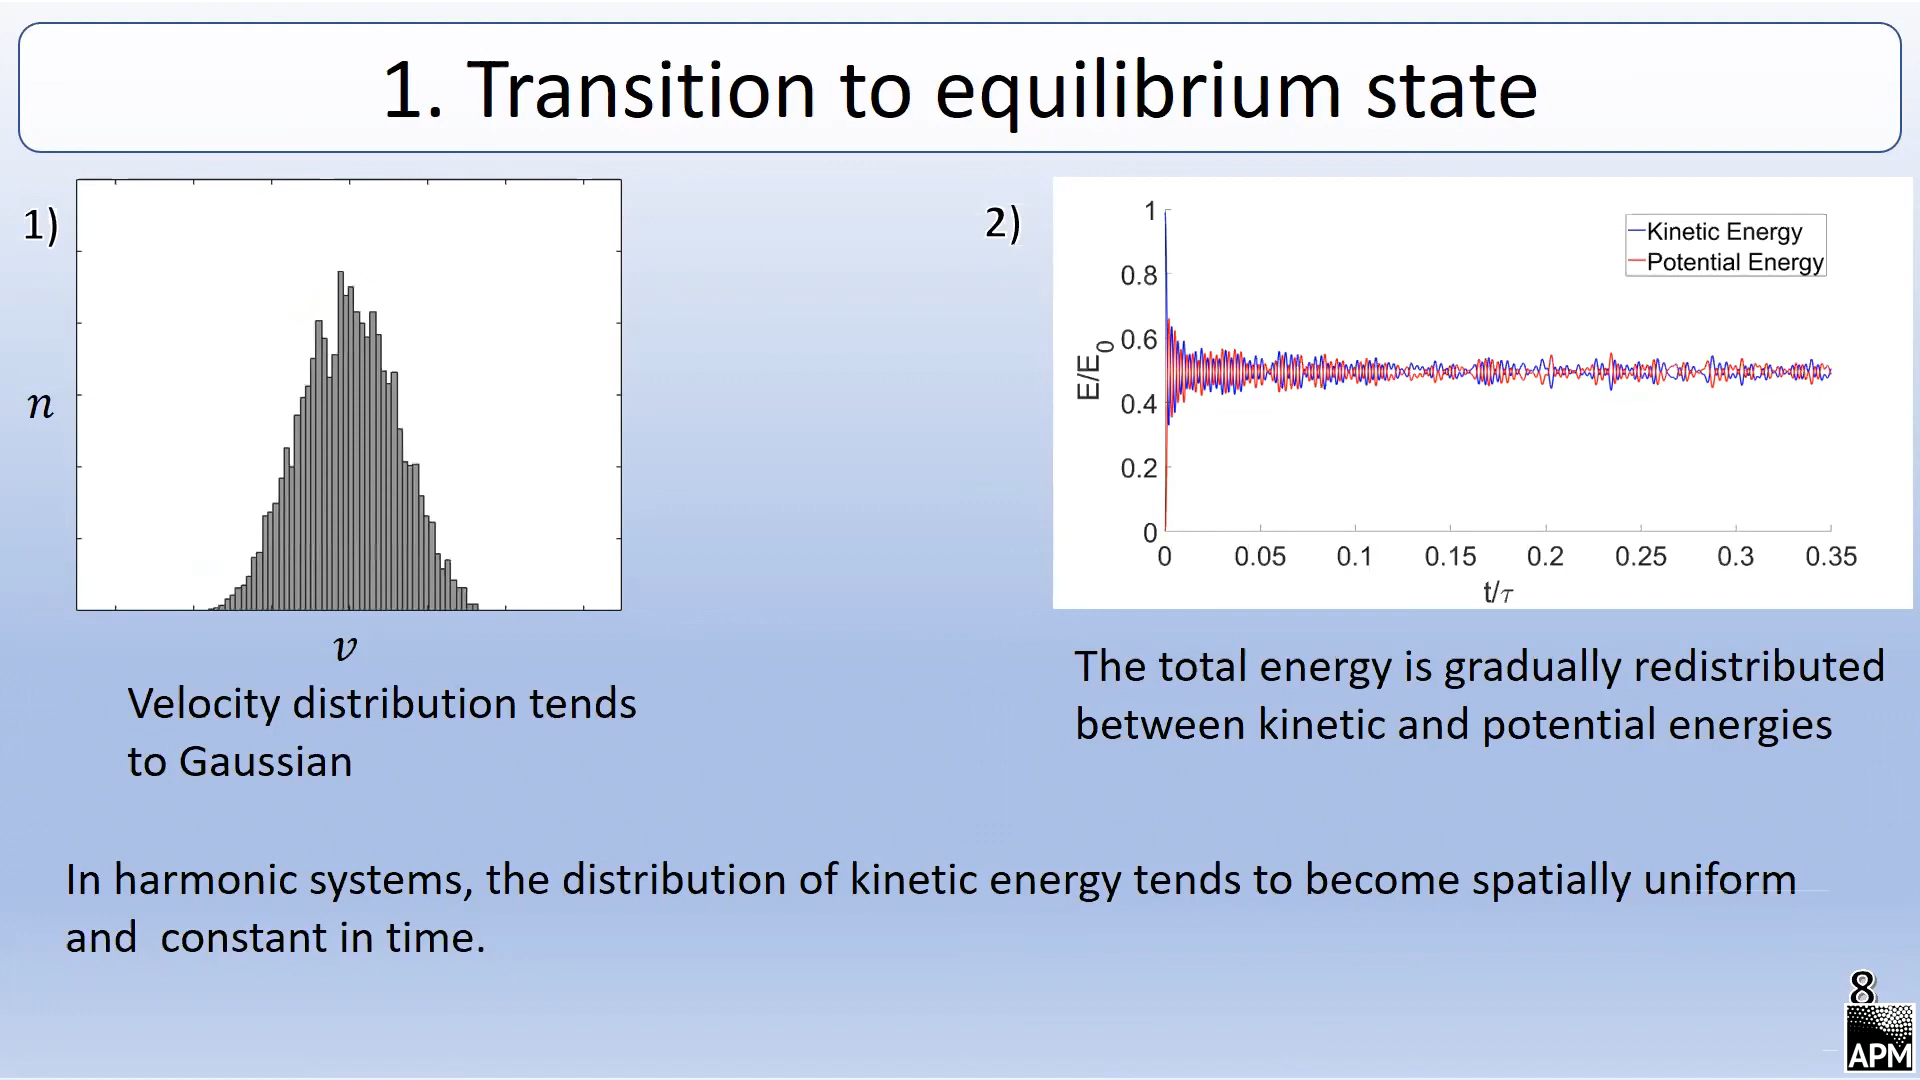 1. Transition to equilibrium state
1)
n
v
Velocity distribution tends
to Gaussian
2)
1
0.8
0.6
0.4
0.2
0
E/E0
Kinetic Energy
Potential Energy
0 0.05 0.1 0.15 0.2 0.25 0.3 0.35
t/τ
The total energy is gradually redistributed
between kinetic and potential energies
In harmonic systems, the distribution of kinetic energy tends to become spatially uniform
and constant in time.
8
APM